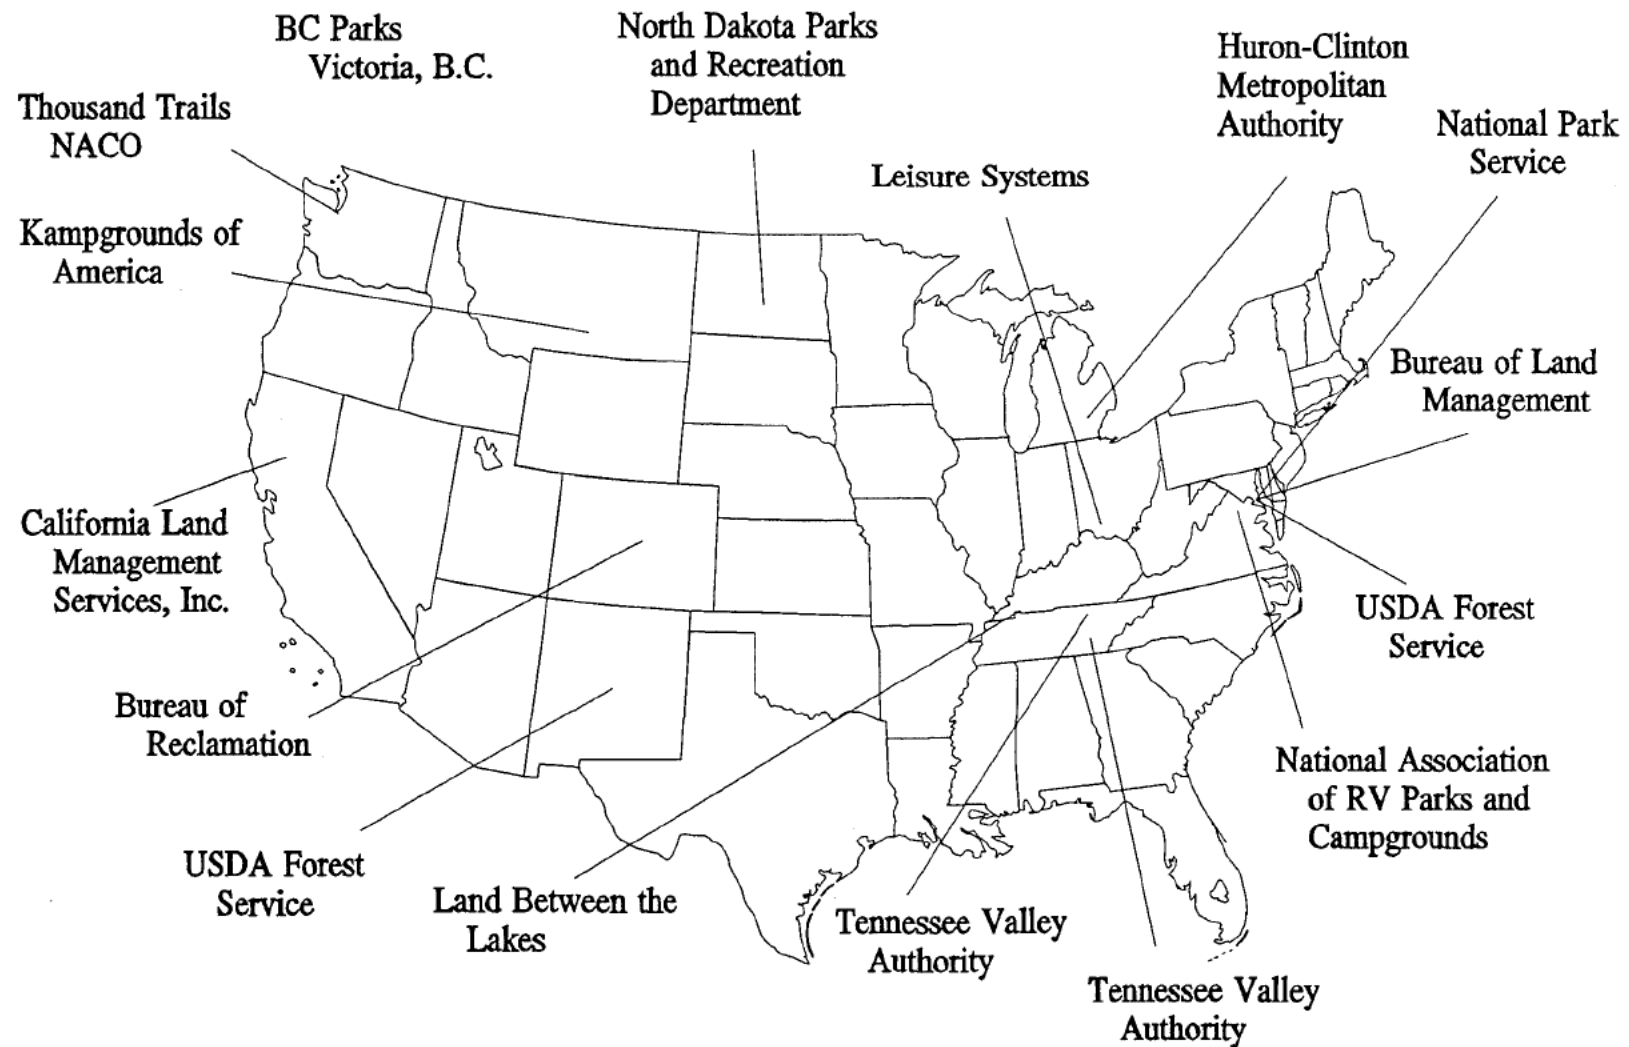 BC Parks
Victoria, B.C.
North Dakota Parks
and Recreation
Department
Huron-Clinton
Metropolitan
Authority
Thousand Trails
NACO
National Park
Service
Leisure Systems
Kampgrounds of
America
Bureau of Land
Management
California Land
Management
Services, Inc.
USDA Forest
Service
Bureau of
Reclamation
National Association
of RV Parks and
Campgrounds
USDA Forest
Service
Land Between the
Lakes
Tennessee Valley
Authority
Tennessee Valley
Authority